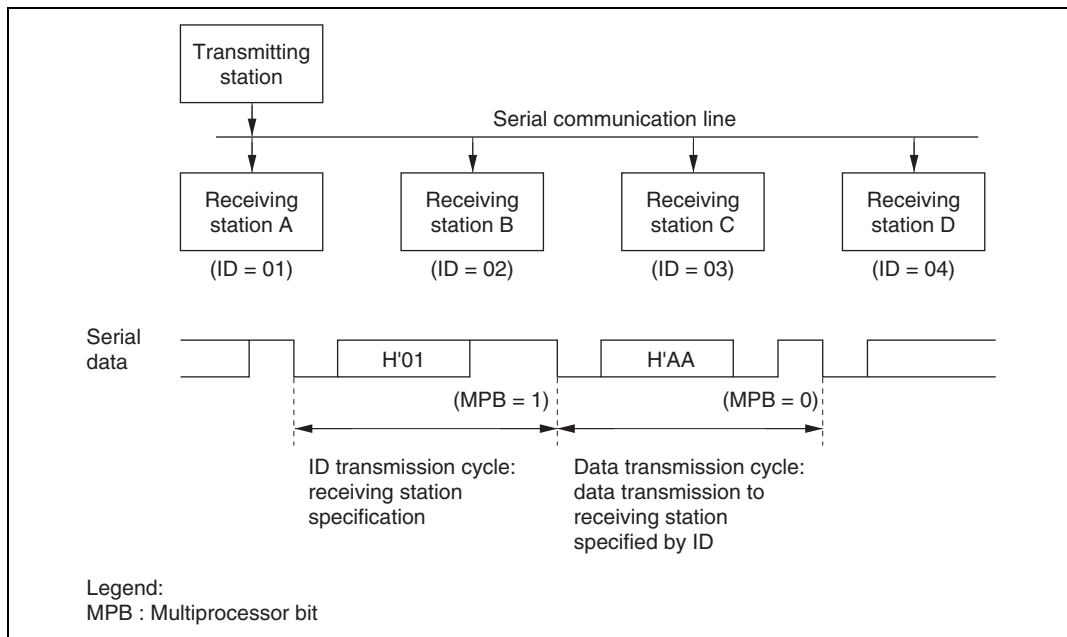 Transmitting
station
Serial communication line
Receiving
station A
Receiving
station B
Receiving
station C
Receiving
station D
(ID = 01)
(ID = 02)
(ID = 03)
(ID = 04)
Serial
data
H'01
H'AA
(MPB = 1)
(MPB = 0)
ID transmission cycle:
receiving station
specification
Data transmission cycle:
data transmission to
receiving station
specified by ID
Legend:
MPB : Multiprocessor bit